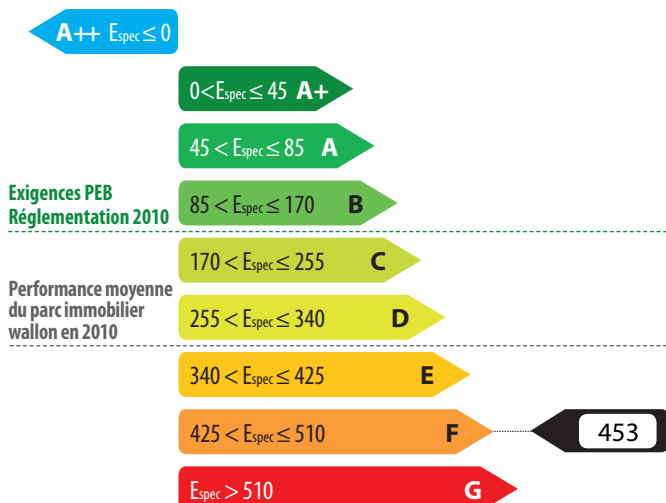 A++ Espec ≤ 0
0<Espec ≤ 45 A+
45 < Espec ≤ 85 A
Exigences PEB
Réglementation 2010
85 < Espec ≤ 170 B
170 < Espec ≤ 255 C
Performance moyenne
du parc immobilier
wallon en 2010
255 < Espec ≤ 340 D
340 < Espec ≤ 425 E
425 < Espec ≤ 510 F
453
Espec > 510 G